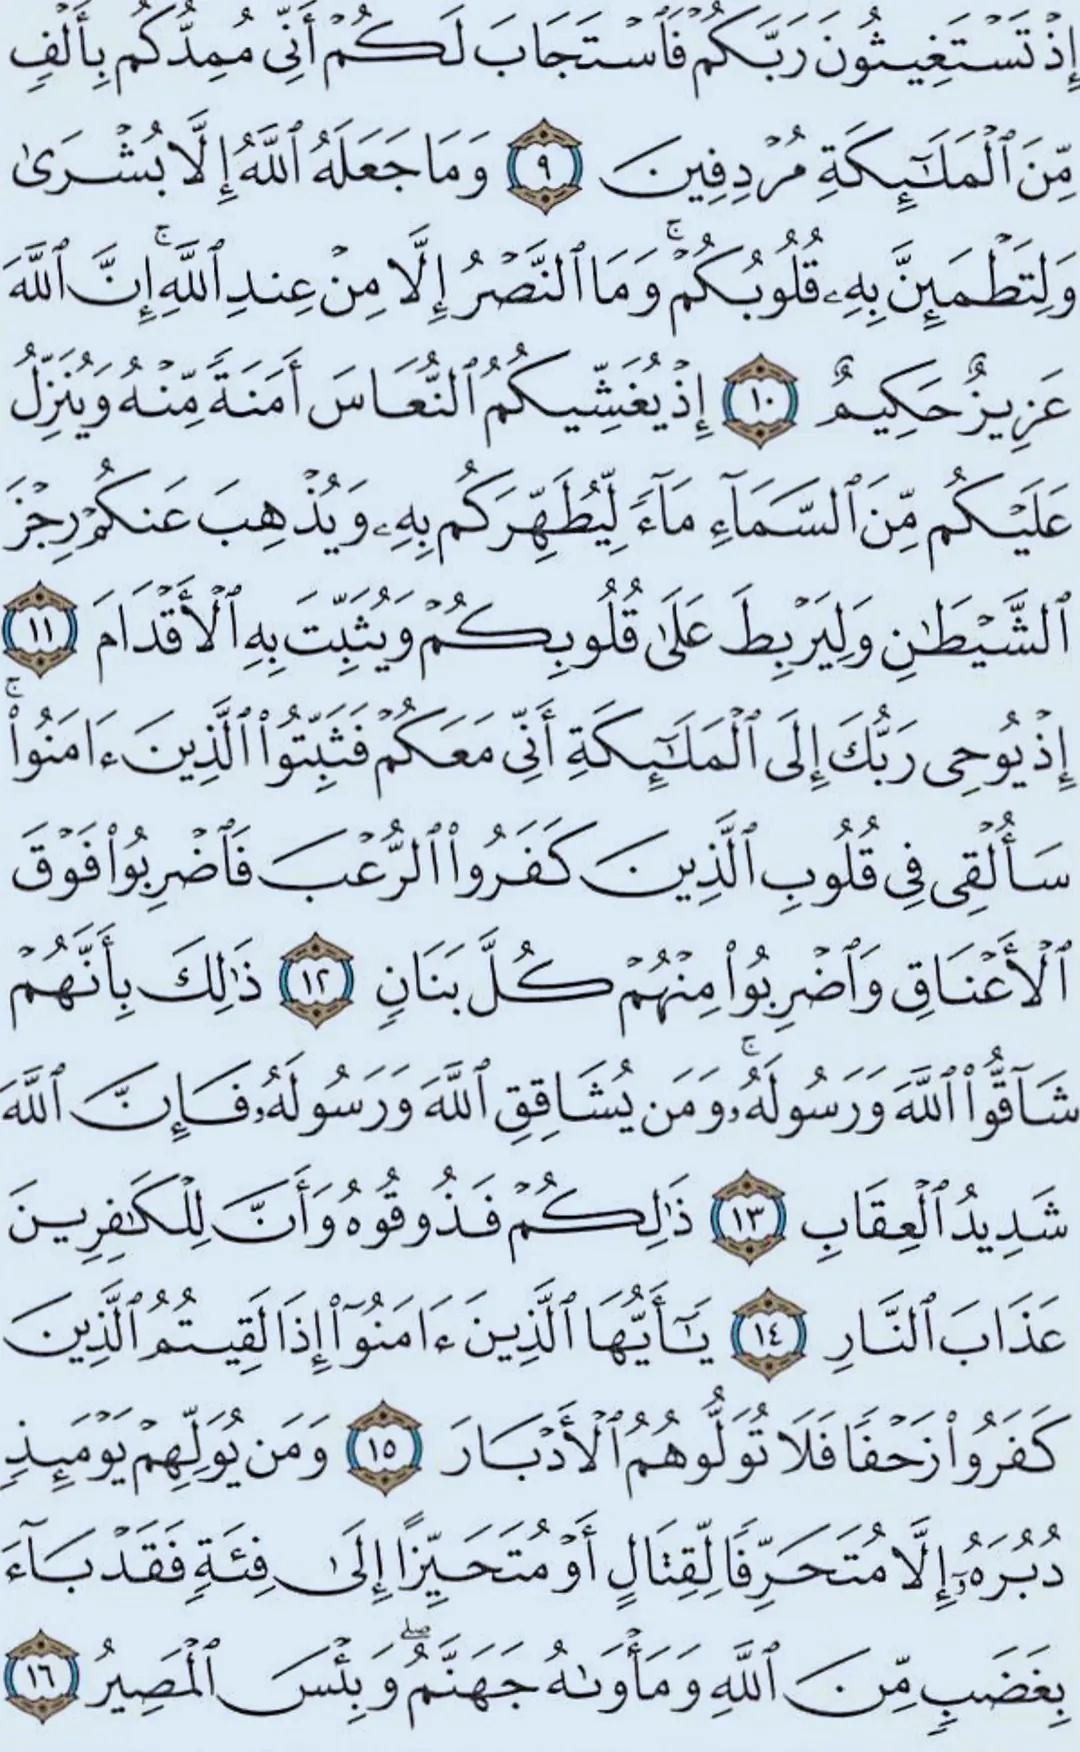 إِذۡ تَسۡتَغِيثُونَ رَبَّكُمۡ فَٱسۡتَجَابَ لَكُمۡ أَنِّي مُمِدُّكُم بِأَلۡفٖ
مِّنَ ٱلۡمَلَٰٓئِكَةِ مُرۡدِفِينَ ٩ وَمَا جَعَلَهُ ٱللَّهُ إِلَّا بُشۡرَىٰ
وَلِتَطۡمَئِنَّ بِهِۦ قُلُوبُكُمۡۚ وَمَا ٱلنَّصۡرُ إِلَّا مِنۡ عِندِ ٱللَّهِۚ إِنَّ ٱللَّهَ
عَزِيزٌ حَكِيمٌ ١٠ إِذۡ يُغَشِّيكُمُ ٱلنُّعَاسَ أَمَنَةٗ مِّنۡهُ وَيُنَزِّلُ
عَلَيۡكُم مِّنَ ٱلسَّمَآءِ مَآءٗ لِّيُطَهِّرَكُم بِهِۦ وَيُذۡهِبَ عَنكُمۡ رِجۡزَ
ٱلشَّيۡطَٰنِ وَلِيَرۡبِطَ عَلَىٰ قُلُوبِكُمۡ وَيُثَبِّتَ بِهِ ٱلۡأَقۡدَامَ ١١
إِذۡ يُوحِي رَبُّكَ إِلَى ٱلۡمَلَٰٓئِكَةِ أَنِّي مَعَكُمۡ فَثَبِّتُواْ ٱلَّذِينَ ءَامَنُواْۚ
سَأُلۡقِي فِي قُلُوبِ ٱلَّذِينَ كَفَرُواْ ٱلرُّعۡبَ فَٱضۡرِبُواْ فَوۡقَ
ٱلۡأَعۡنَاقِ وَٱضۡرِبُواْ مِنۡهُمۡ كُلَّ بَنَانٖ ١٢ ذَٰلِكَ بِأَنَّهُمۡ
شَآقُّواْ ٱللَّهَ وَرَسُولَهُۥۚ وَمَن يُشَاقِقِ ٱللَّهَ وَرَسُولَهُۥ فَإِنَّ ٱللَّهَ
شَدِيدُ ٱلۡعِقَابِ ١٣ ذَٰلِكُمۡ فَذُوقُوهُ وَأَنَّ لِلۡكَٰفِرِينَ
عَذَابَ ٱلنَّارِ ١٤ يَٰٓأَيُّهَا ٱلَّذِينَ ءَامَنُوٓاْ إِذَا لَقِيتُمُ ٱلَّذِينَ
كَفَرُواْ زَحۡفٗا فَلَا تُوَلُّوهُمُ ٱلۡأَدۡبَارَ ١٥ وَمَن يُوَلِّهِمۡ يَوۡمَئِذٖ
دُبُرَهُۥٓ إِلَّا مُتَحَرِّفٗا لِّقِتَالٍ أَوۡ مُتَحَيِّزًا إِلَىٰ فِئَةٖ فَقَدۡ بَآءَ
بِغَضَبٖ مِّنَ ٱللَّهِ وَمَأۡوَىٰهُ جَهَنَّمُۖ وَبِئۡسَ ٱلۡمَصِيرُ ١٦